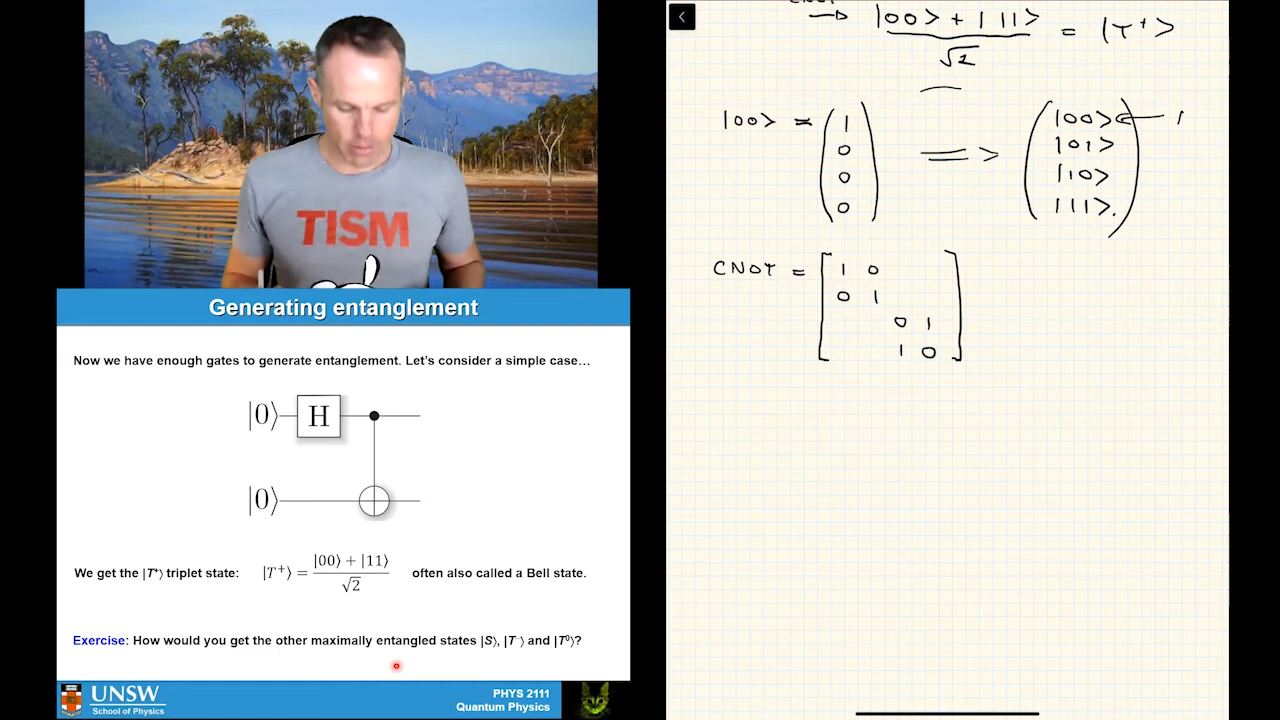 TISM
Generating entanglement
Now we have enough gates to generate entanglement. Let's consider a simple case…
|0⟩ H
|0⟩
We get the |T⁺⟩ triplet state: |T⁺⟩ = |00⟩ + |11⟩ / √2 often also called a Bell state.
Exercise: How would you get the other maximally entangled states |S⟩, |T⁻⟩ and |T⁰⟩?
UNSW
School of Physics
PHYS 2111
Quantum Physics
CNOT
→ |00> + |11> / √2 = |T⁺>
|00> = (1 0 0 0) => (|00> |01> |10> |11>) ← 1
CNOT = [ 1 0
0 1
0 1
1 0 ]